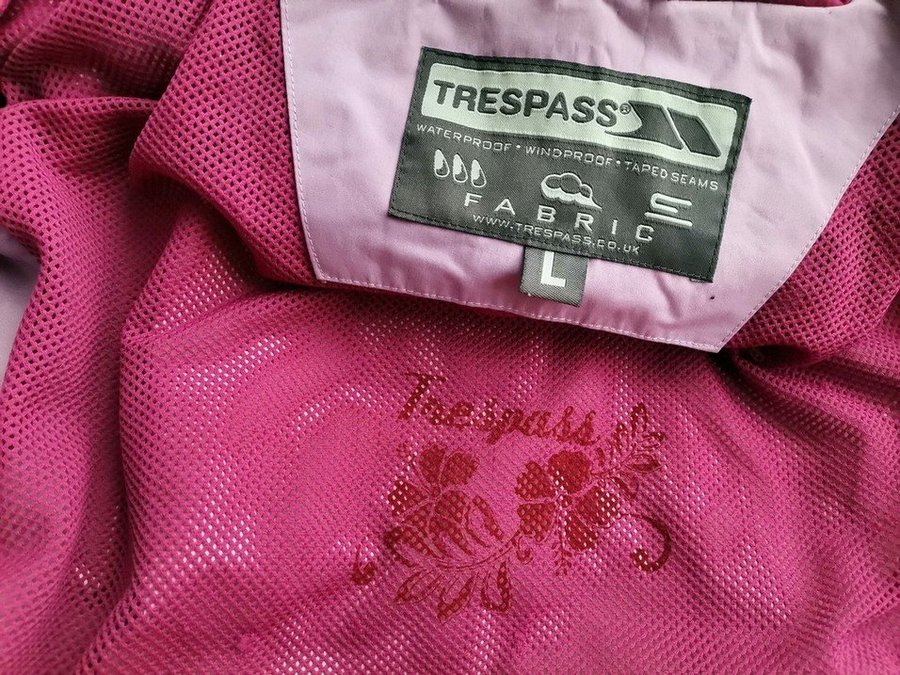 TRESPASS®
WATERPROOF • WINDPROOF • TAPED SEAMS
FABRIC
WWW.TRESPASS.CO.UK
L
Trespass